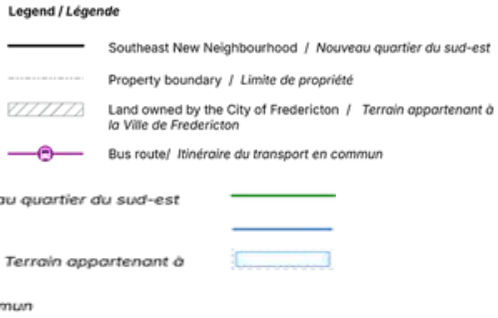 Legend / Légende
Southeast New Neighbourhood / Nouveau quartier du sud-est
Property boundary / Limite de propriété
Land owned by the City of Fredericton / Terrain appartenant à
la Ville de Fredericton
Bus route/ Itinéraire du transport en commun
au quartier du sud-est
Terrain appartenant à
mun